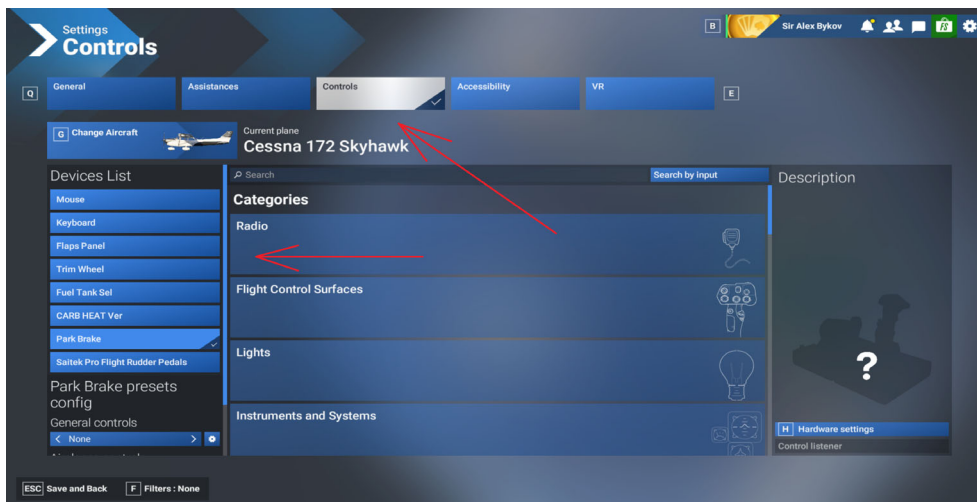 Settings
Controls
B
Sir Alex Bykov
FS
Q
General
Assistances
Controls
Accessibility
VR
E
G Change Aircraft
Current plane
Cessna 172 Skyhawk
Devices List
Mouse
Keyboard
Flaps Panel
Trim Wheel
Fuel Tank Sel
CARB HEAT Ver
Park Brake
Saitek Pro Flight Rudder Pedals
Park Brake presets
config
General controls
< None >
Search
Search by input
Categories
Radio
Flight Control Surfaces
Lights
Instruments and Systems
Description
?
H Hardware settings
Control listener
ESC Save and Back
F Filters : None